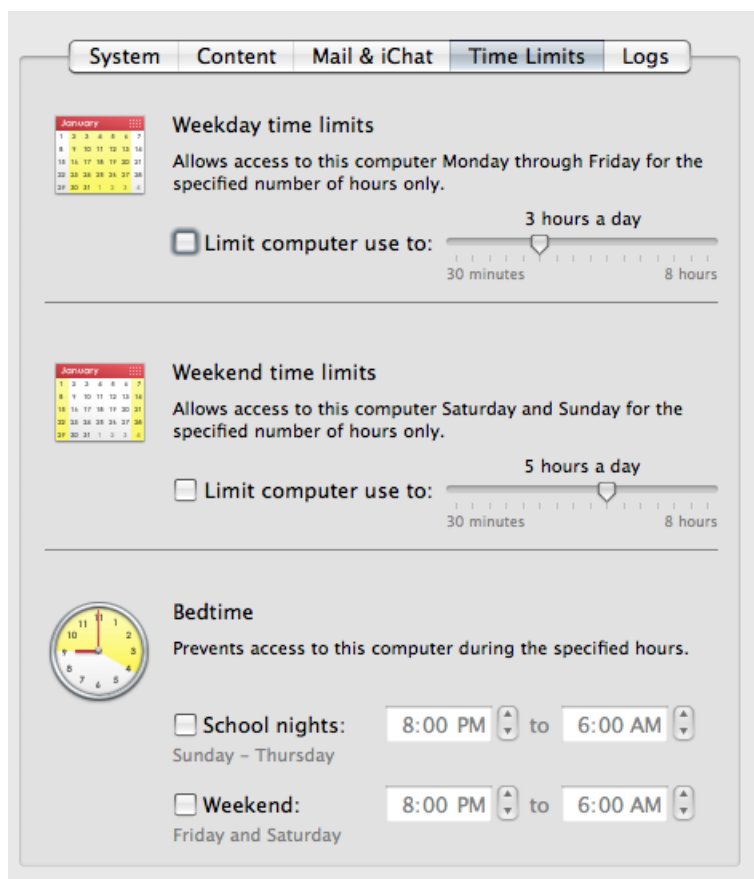 System Content Mail & iChat Time Limits Logs
January
Weekday time limits
Allows access to this computer Monday through Friday for the
specified number of hours only.
3 hours a day
Limit computer use to:
30 minutes 8 hours
January
Weekend time limits
Allows access to this computer Saturday and Sunday for the
specified number of hours only.
5 hours a day
Limit computer use to:
30 minutes 8 hours
Bedtime
Prevents access to this computer during the specified hours.
School nights: 8:00 PM to 6:00 AM
Sunday – Thursday
Weekend: 8:00 PM to 6:00 AM
Friday and Saturday